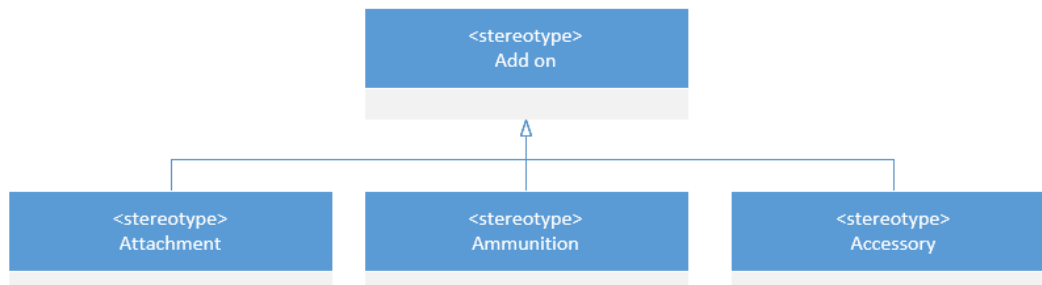 <stereotype>
Add on
<stereotype>
Attachment
<stereotype>
Ammunition
<stereotype>
Accessory